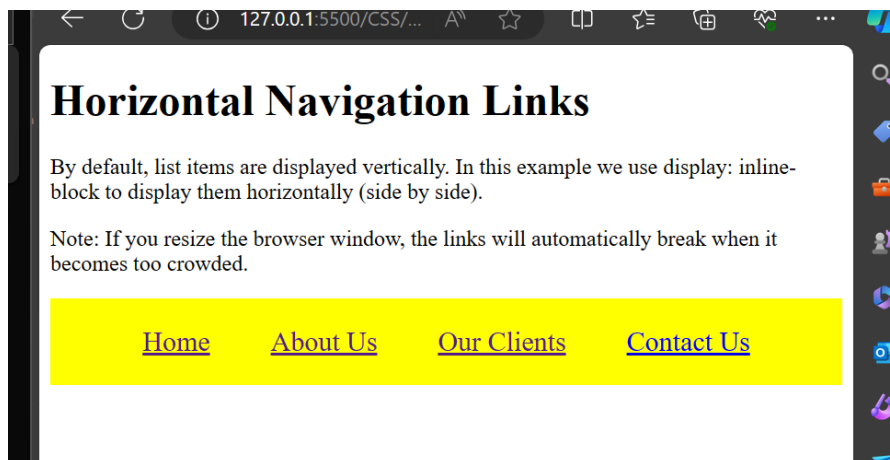 127.0.0.1:5500/CSS/...
Horizontal Navigation Links
By default, list items are displayed vertically. In this example we use display: inline-
block to display them horizontally (side by side).
Note: If you resize the browser window, the links will automatically break when it
becomes too crowded.
Home About Us Our Clients Contact Us